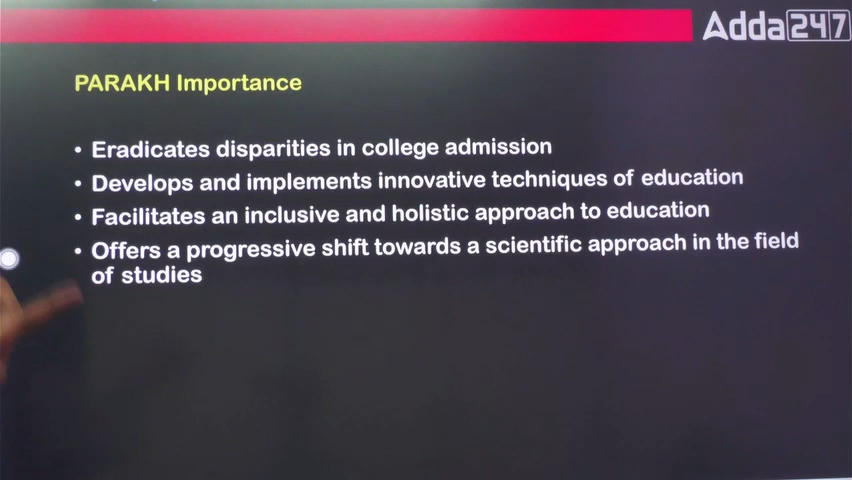 Adda247
PARAKH Importance
• Eradicates disparities in college admission
• Develops and implements innovative techniques of education
• Facilitates an inclusive and holistic approach to education
• Offers a progressive shift towards a scientific approach in the field
of studies